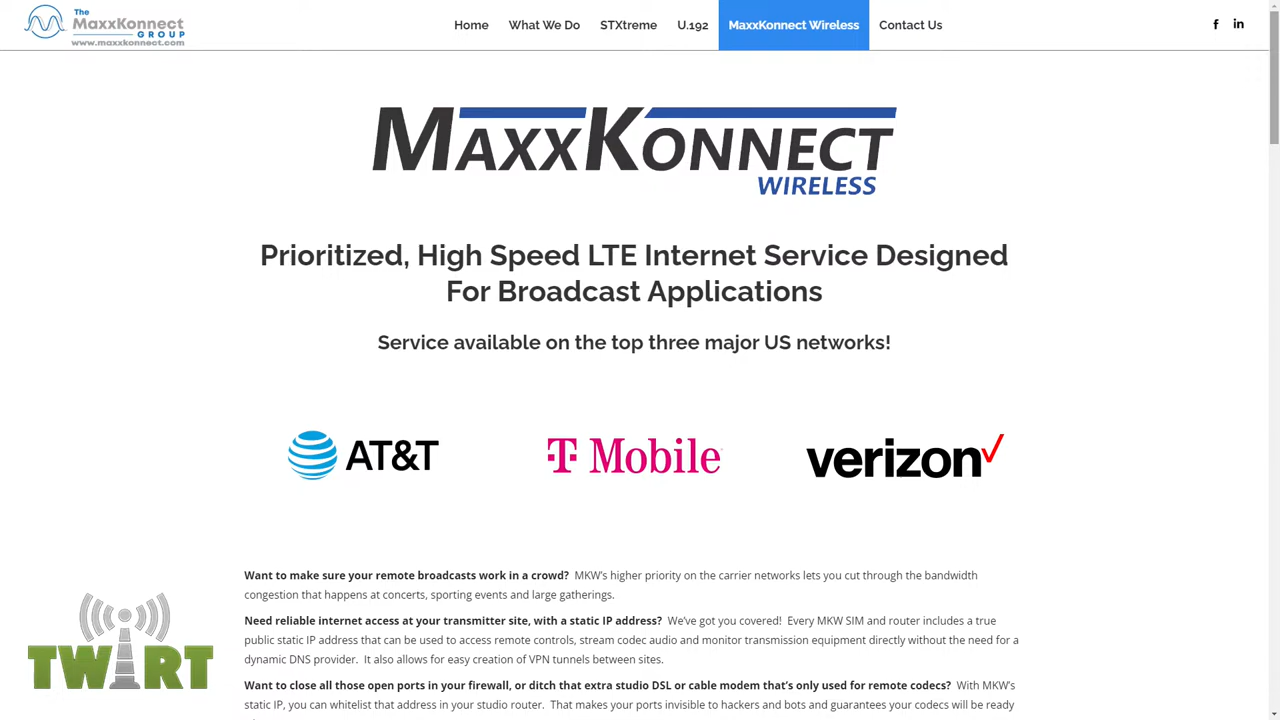 The
MaxxKonnect
GROUP
www.maxxkonnect.com
Home What We Do STXtreme U.192 MaxxKonnect Wireless Contact Us
f in
MAXXKONNECT
WIRELESS
Prioritized, High Speed LTE Internet Service Designed
For Broadcast Applications
Service available on the top three major US networks!
AT&T T Mobile verizon
Want to make sure your remote broadcasts work in a crowd? MKW's higher priority on the carrier networks lets you cut through the bandwidth
congestion that happens at concerts, sporting events and large gatherings.
Need reliable internet access at your transmitter site, with a static IP address? We've got you covered! Every MKW SIM and router includes a true
public static IP address that can be used to access remote controls, stream codec audio and monitor transmission equipment directly without the need for a
dynamic DNS provider. It also allows for easy creation of VPN tunnels between sites.
Want to close all those open ports in your firewall, or ditch that extra studio DSL or cable modem that's only used for remote codecs? With MKW's
static IP, you can whitelist that address in your studio router. That makes your ports invisible to hackers and bots and guarantees your codecs will be ready
TWIRT